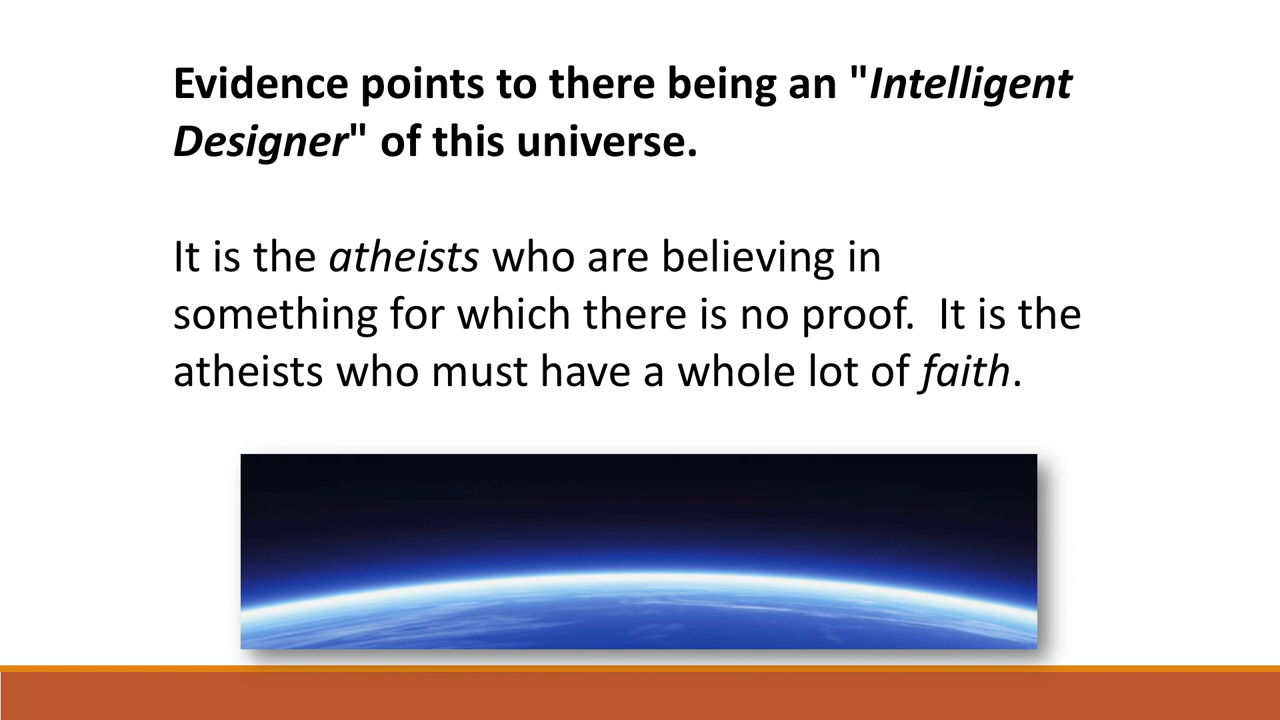 Evidence points to there being an "Intelligent
Designer" of this universe.
It is the atheists who are believing in
something for which there is no proof.  It is the
atheists who must have a whole lot of faith.